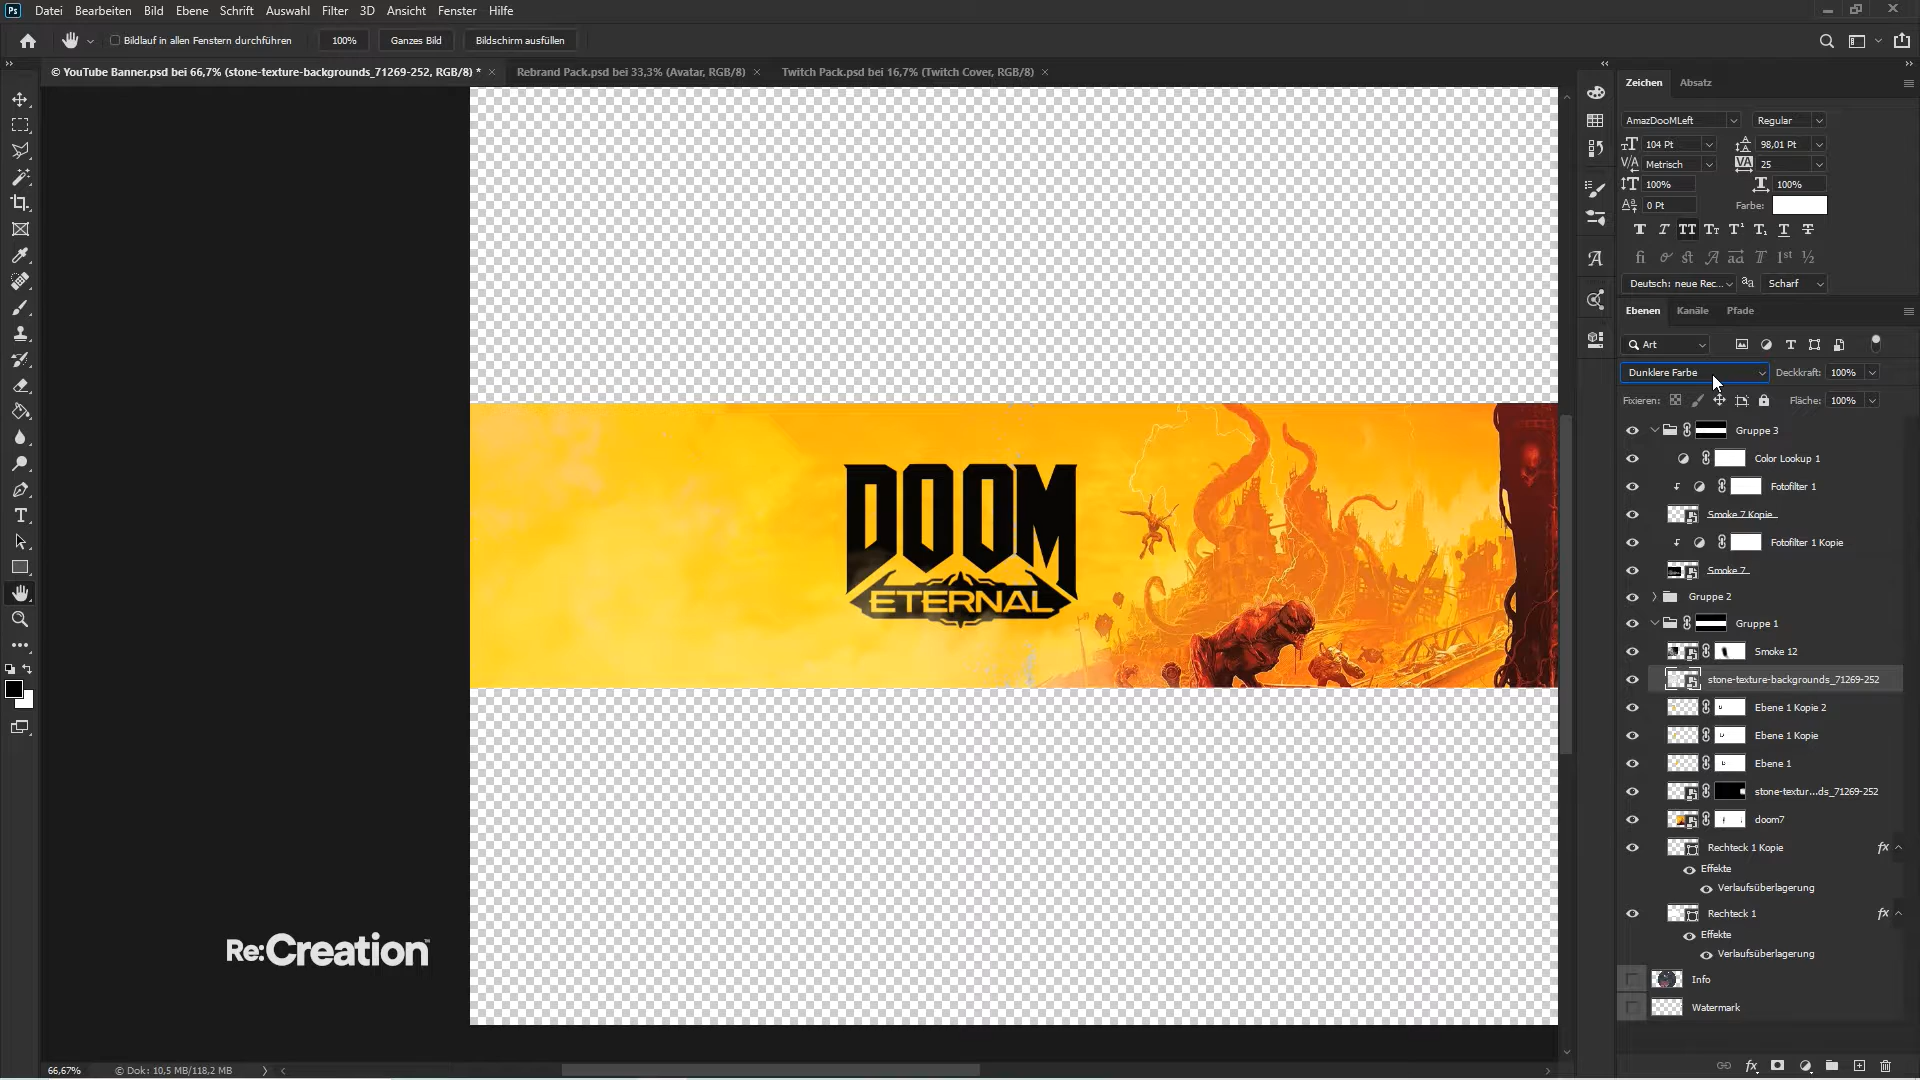 Ps Datei Bearbeiten Bild Ebene Schrift Auswahl Filter 3D Ansicht Fenster Hilfe
Bildlauf in allen Fenstern durchführen 100% Ganzes Bild Bildschirm ausfüllen
© YouTube Banner.psd bei 66,7% (stone-texture-backgrounds_71269-252, RGB/8) * × Rebrand Pack.psd bei 33,3% (Avatar, RGB/8) × Twitch Pack.psd bei 16,7% (Twitch Cover, RGB/8) ×
Zeichen Absatz
AmazDooMLeft Regular
104 Pt 98,01 Pt
Metrisch 25
100% 100%
0 Pt Farbe:
Deutsch: neue Rec... Scharf
Ebenen Kanäle Pfade
Art
Dunklere Farbe Deckkraft: 100%
Fixieren: Fläche: 100%
Gruppe 3
Color Lookup 1
Fotofilter 1
Smoke 7 Kopie
Fotofilter 1 Kopie
Smoke 7
Gruppe 2
Gruppe 1
Smoke 12
stone-texture-backgrounds_71269-252
Ebene 1 Kopie 2
Ebene 1 Kopie
Ebene 1
stone-textur...ds_71269-252
doom7
Rechteck 1 Kopie fx
Effekte
Verlaufsüberlagerung
Rechteck 1 fx
Effekte
Verlaufsüberlagerung
Info
Watermark
DOOM
ETERNAL
Re:Creation
66,67% © Dok: 10,5 MB/118,2 MB